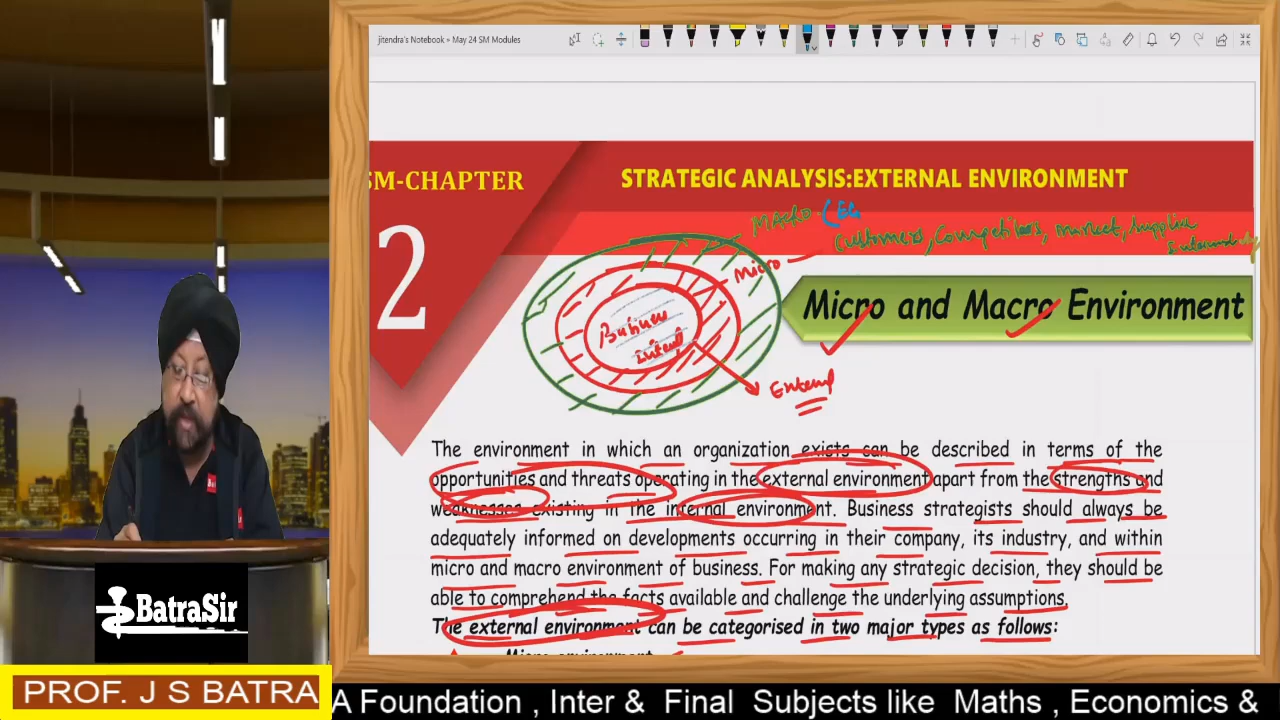 jitendra's Notebook » May 24 SM Modules
SM-CHAPTER
2
STRATEGIC ANALYSIS:EXTERNAL ENVIRONMENT
Macro (
Customers, Competitors, Market, Supplier
Micro
Micro and Macro Environment
Business
The environment in which an organization exists can be described in terms of the
opportunities and threats operating in the external environment apart from the strengths and
weaknesses existing in the internal environment. Business strategists should always be
adequately informed on developments occurring in their company, its industry, and within
micro and macro environment of business. For making any strategic decision, they should be
able to comprehend the facts available and challenge the underlying assumptions.
The external environment can be categorised in two major types as follows:
Micro environment
BatraSir
PROF. J S BATRA
A Foundation , Inter & Final Subjects like Maths , Economics &